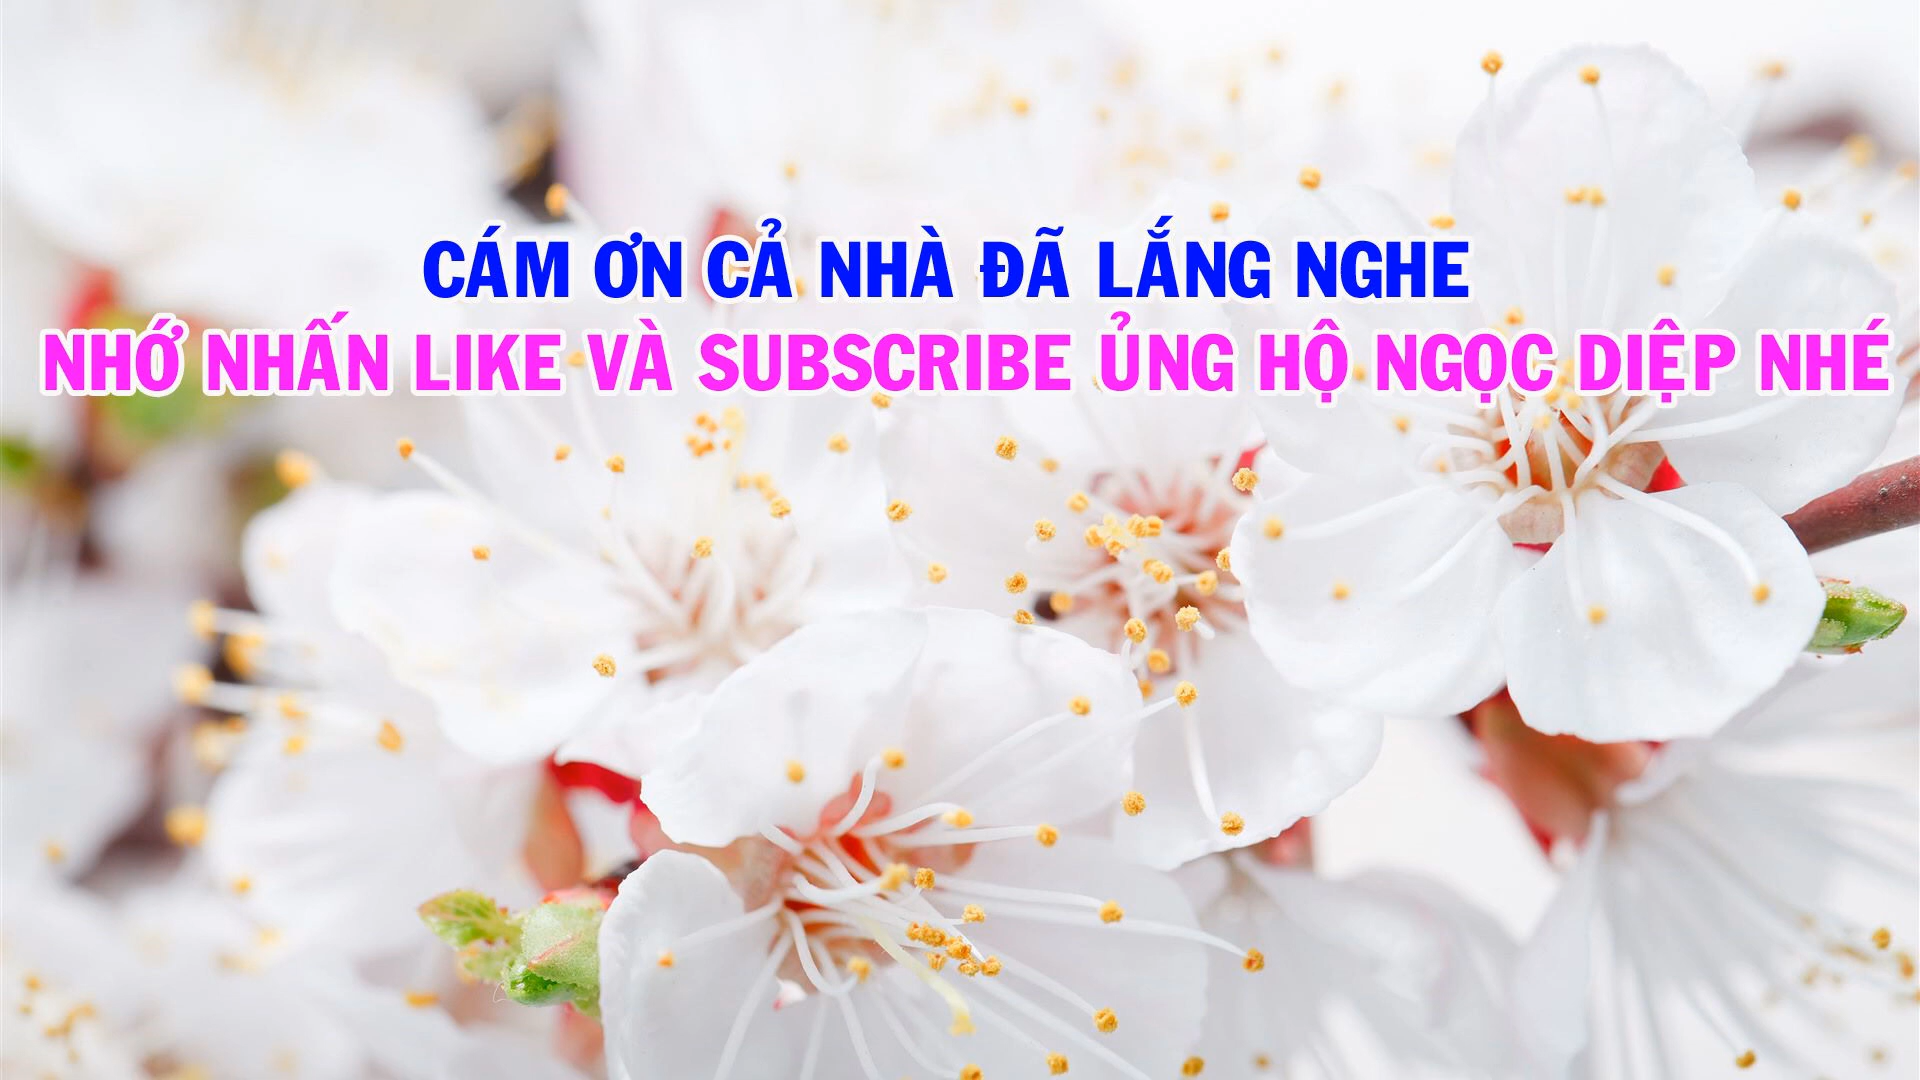 CÁM ƠN CẢ NHÀ ĐÃ LẮNG NGHE
NHỚ NHẤN LIKE VÀ SUBSCRIBE ỦNG HỘ NGỌC DIỆP NHÉ